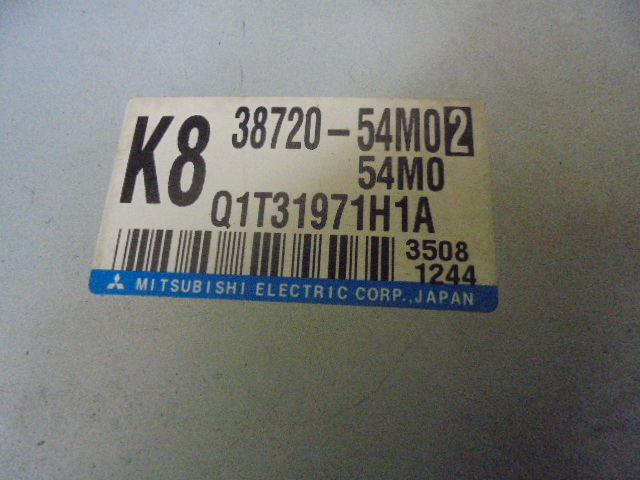 K8 38720-54M02
54M0
Q1T31971H1A
3508
1244
MITSUBISHI ELECTRIC CORP.,JAPAN